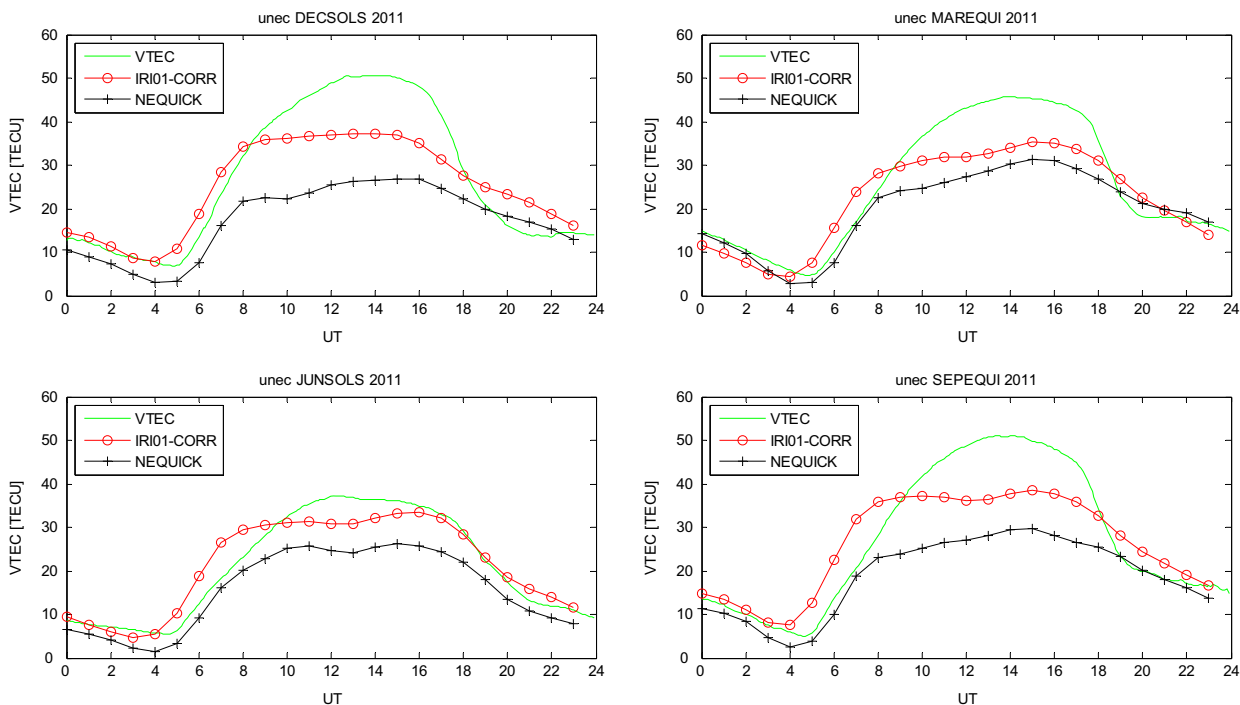 unec DECSOLS 2011
60
50
40
30
20
10
0
VTEC [TECU]
VTEC
IRI01-CORR
NEQUICK
0 2 4 6 8 10 12 14 16 18 20 22 24
UT
unec MAREQUI 2011
60
50
40
30
20
10
0
VTEC [TECU]
VTEC
IRI01-CORR
NEQUICK
0 2 4 6 8 10 12 14 16 18 20 22 24
UT
unec JUNSOLS 2011
60
50
40
30
20
10
0
VTEC [TECU]
VTEC
IRI01-CORR
NEQUICK
0 2 4 6 8 10 12 14 16 18 20 22 24
UT
unec SEPEQUI 2011
60
50
40
30
20
10
0
VTEC [TECU]
VTEC
IRI01-CORR
NEQUICK
0 2 4 6 8 10 12 14 16 18 20 22 24
UT